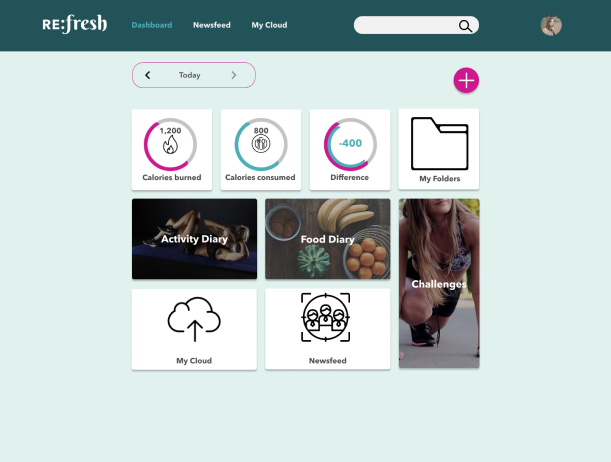 RE:fresh
Dashboard
Newsfeed
My Cloud
Today
1,200
Calories burned
800
Calories consumed
-400
Difference
My Folders
Activity Diary
Food Diary
Challenges
My Cloud
Newsfeed